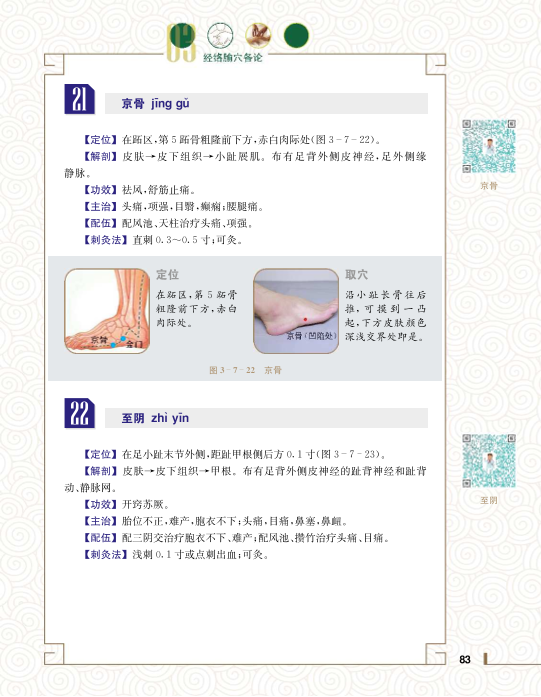 03
经络腧穴各论
21
京骨 jīng gǔ
【定位】在跖区,第5跖骨粗隆前下方,赤白肉际处(图3-7-22)。
【解剖】皮肤→皮下组织→小趾展肌。布有足背外侧皮神经,足外侧缘
静脉。
【功效】祛风,舒筋止痛。
【主治】头痛,项强,目翳,癫痫;腰腿痛。
【配伍】配风池、天柱治疗头痛、项强。
【刺灸法】直刺0.3～0.5寸;可灸。
京骨
定位
在跖区,第5跖骨
粗隆前下方,赤白
肉际处。
京骨
金门
取穴
沿小趾长骨往后
推,可摸到一凸
起,下方皮肤颜色
深浅交界处即是。
京骨(凹陷处)
图3-7-22 京骨
22
至阴 zhì yīn
【定位】在足小趾末节外侧,距趾甲根侧后方0.1寸(图3-7-23)。
【解剖】皮肤→皮下组织→甲根。布有足背外侧皮神经的趾背神经和趾背
动、静脉网。
【功效】开窍苏厥。
【主治】胎位不正,难产,胞衣不下;头痛,目痛,鼻塞,鼻衄。
【配伍】配三阴交治疗胞衣不下、难产;配风池、攒竹治疗头痛、目痛。
【刺灸法】浅刺0.1寸或点刺出血;可灸。
至阴
83